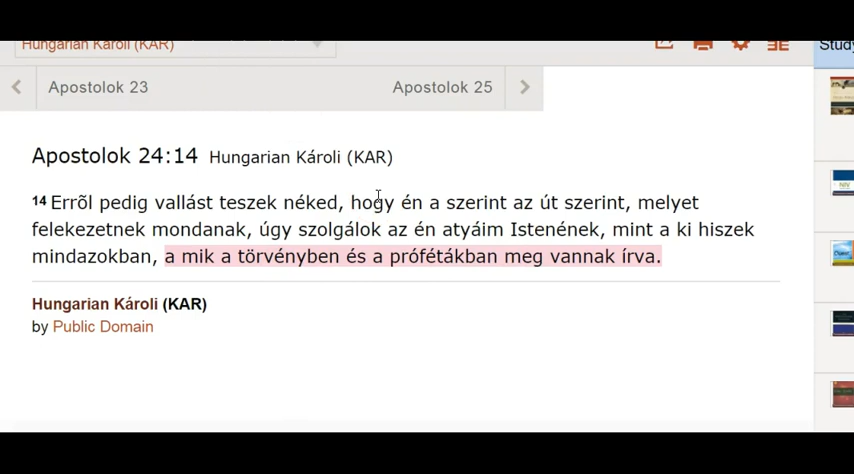 Hungarian Károli (KAR)
Study
Apostolok 23
Apostolok 25
Apostolok 24:14 Hungarian Károli (KAR)
14 Errõl pedig vallást teszek néked, hogy én a szerint az út szerint, melyet
felekezetnek mondanak, úgy szolgálok az én atyáim Istenének, mint a ki hiszek
mindazokban, a mik a törvényben és a prófétákban meg vannak írva.
Hungarian Károli (KAR)
by Public Domain
NIV